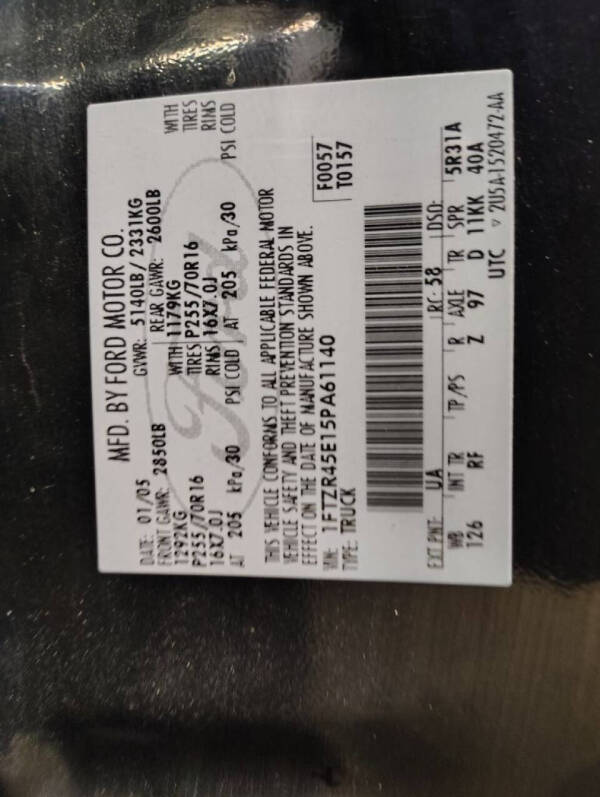 MFD. BY FORD MOTOR CO.
DATE: 01/05 GVWR: 5140LB/2331KG
FRONT GAWR: 2850LB REAR GAWR: 2600LB
1292KG WITH 1179KG WITH
P255/70R16 TIRES P255/70R16 TIRES
16X7.0J RIMS 16X7.0J RIMS
AT 205 kPa/30 PSI COLD AT 205 kPa/30 PSI COLD
THIS VEHICLE CONFORMS TO ALL APPLICABLE FEDERAL MOTOR
VEHICLE SAFETY AND THEFT PREVENTION STANDARDS IN
EFFECT ON THE DATE OF MANUFACTURE SHOWN ABOVE.
VIN: 1FTZR45E15PA61140 F0057
TYPE: TRUCK T0157
EXT PNT: UA RC: 58 DSO:
WB INT TR TP/PS R AXLE TR SPR 5R31A
126 RF Z 97 D 11KK 40A
UTC 2U5A-1520472-AA
Ford